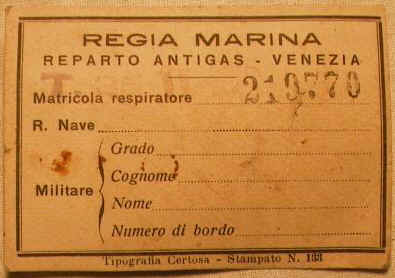 REGIA MARINA
REPARTO ANTIGAS - VENEZIA
Matricola respiratore 219770
R. Nave
Militare
Grado
Cognome
Nome
Numero di bordo
Tipografia Certosa - Stampato N. 133